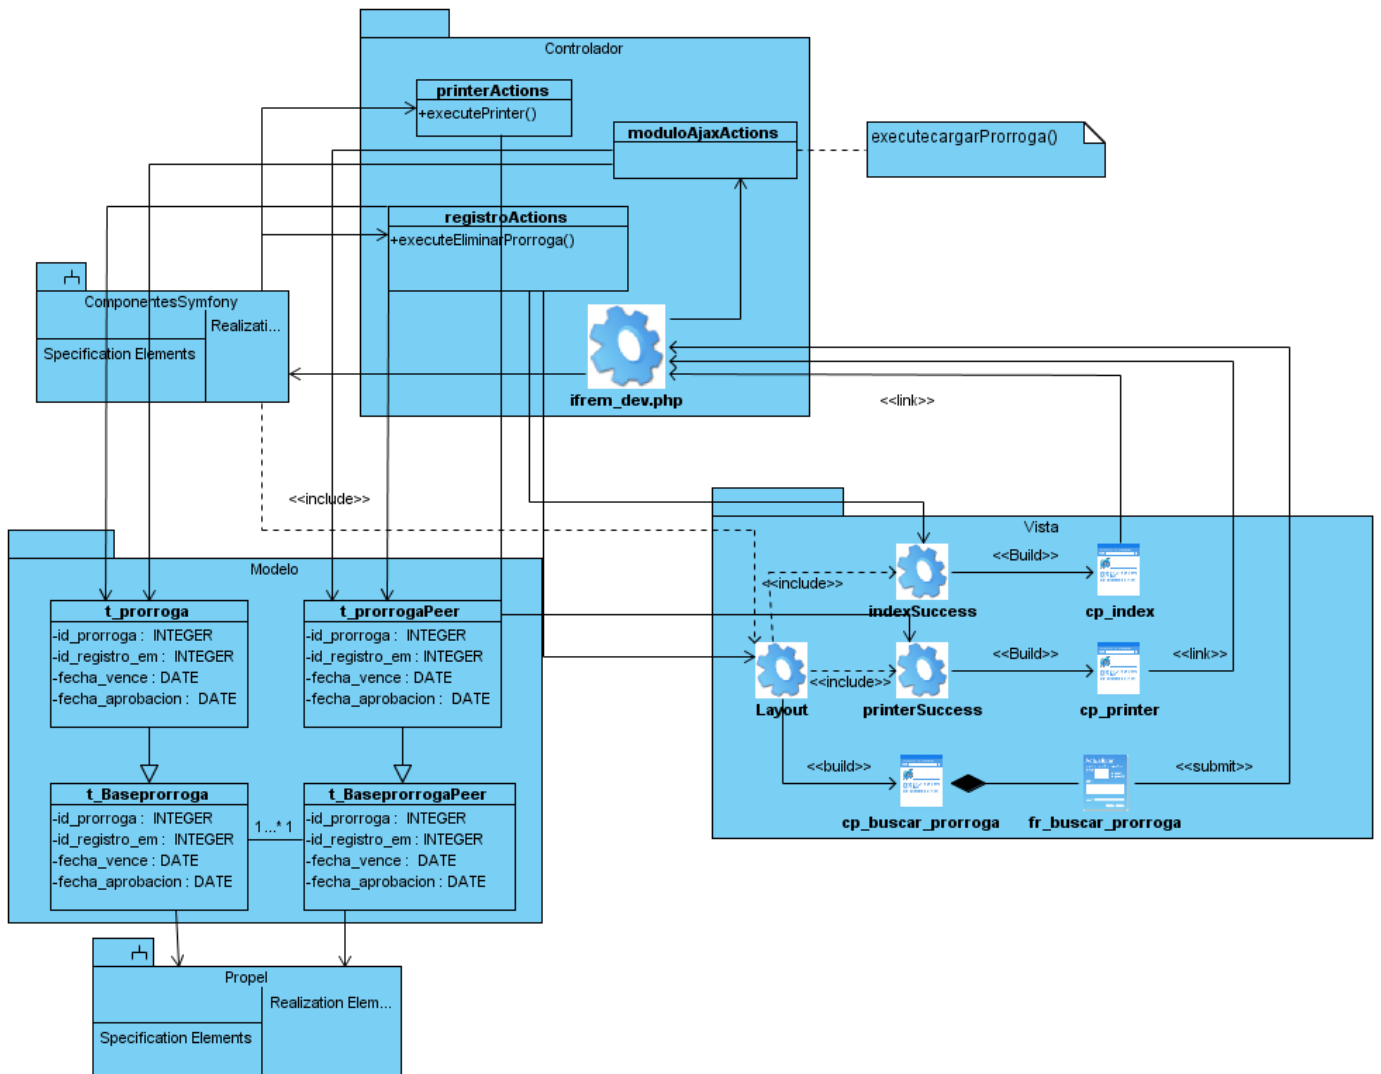 Controlador
printerActions
+executePrinter()
moduloAjaxActions
executecargarProrroga()
registroActions
+executeEliminarProrroga()
ComponentesSymfony
Realizati...
Specification Elements
ifrem_dev.php
<<link>>
<<include>>
Vista
<<Build>>
<<include>>
indexSuccess
cp_index
<<Build>>
<<link>>
<<include>>
Layout
printerSuccess
cp_printer
<<build>>
<<submit>>
cp_buscar_prorroga
fr_buscar_prorroga
Modelo
t_prorroga
-id_prorroga : INTEGER
-id_registro_em : INTEGER
-fecha_vence : DATE
-fecha_aprobacion : DATE
t_prorrogaPeer
-id_prorroga : INTEGER
-id_registro_em : INTEGER
-fecha_vence : DATE
-fecha_aprobacion : DATE
t_Baseprorroga
-id_prorroga : INTEGER
-id_registro_em : INTEGER
-fecha_vence : DATE
-fecha_aprobacion : DATE
1...* 1
t_BaseprorrogaPeer
-id_prorroga : INTEGER
-id_registro_em : INTEGER
-fecha_vence : DATE
-fecha_aprobacion : DATE
Propel
Realization Elem...
Specification Elements